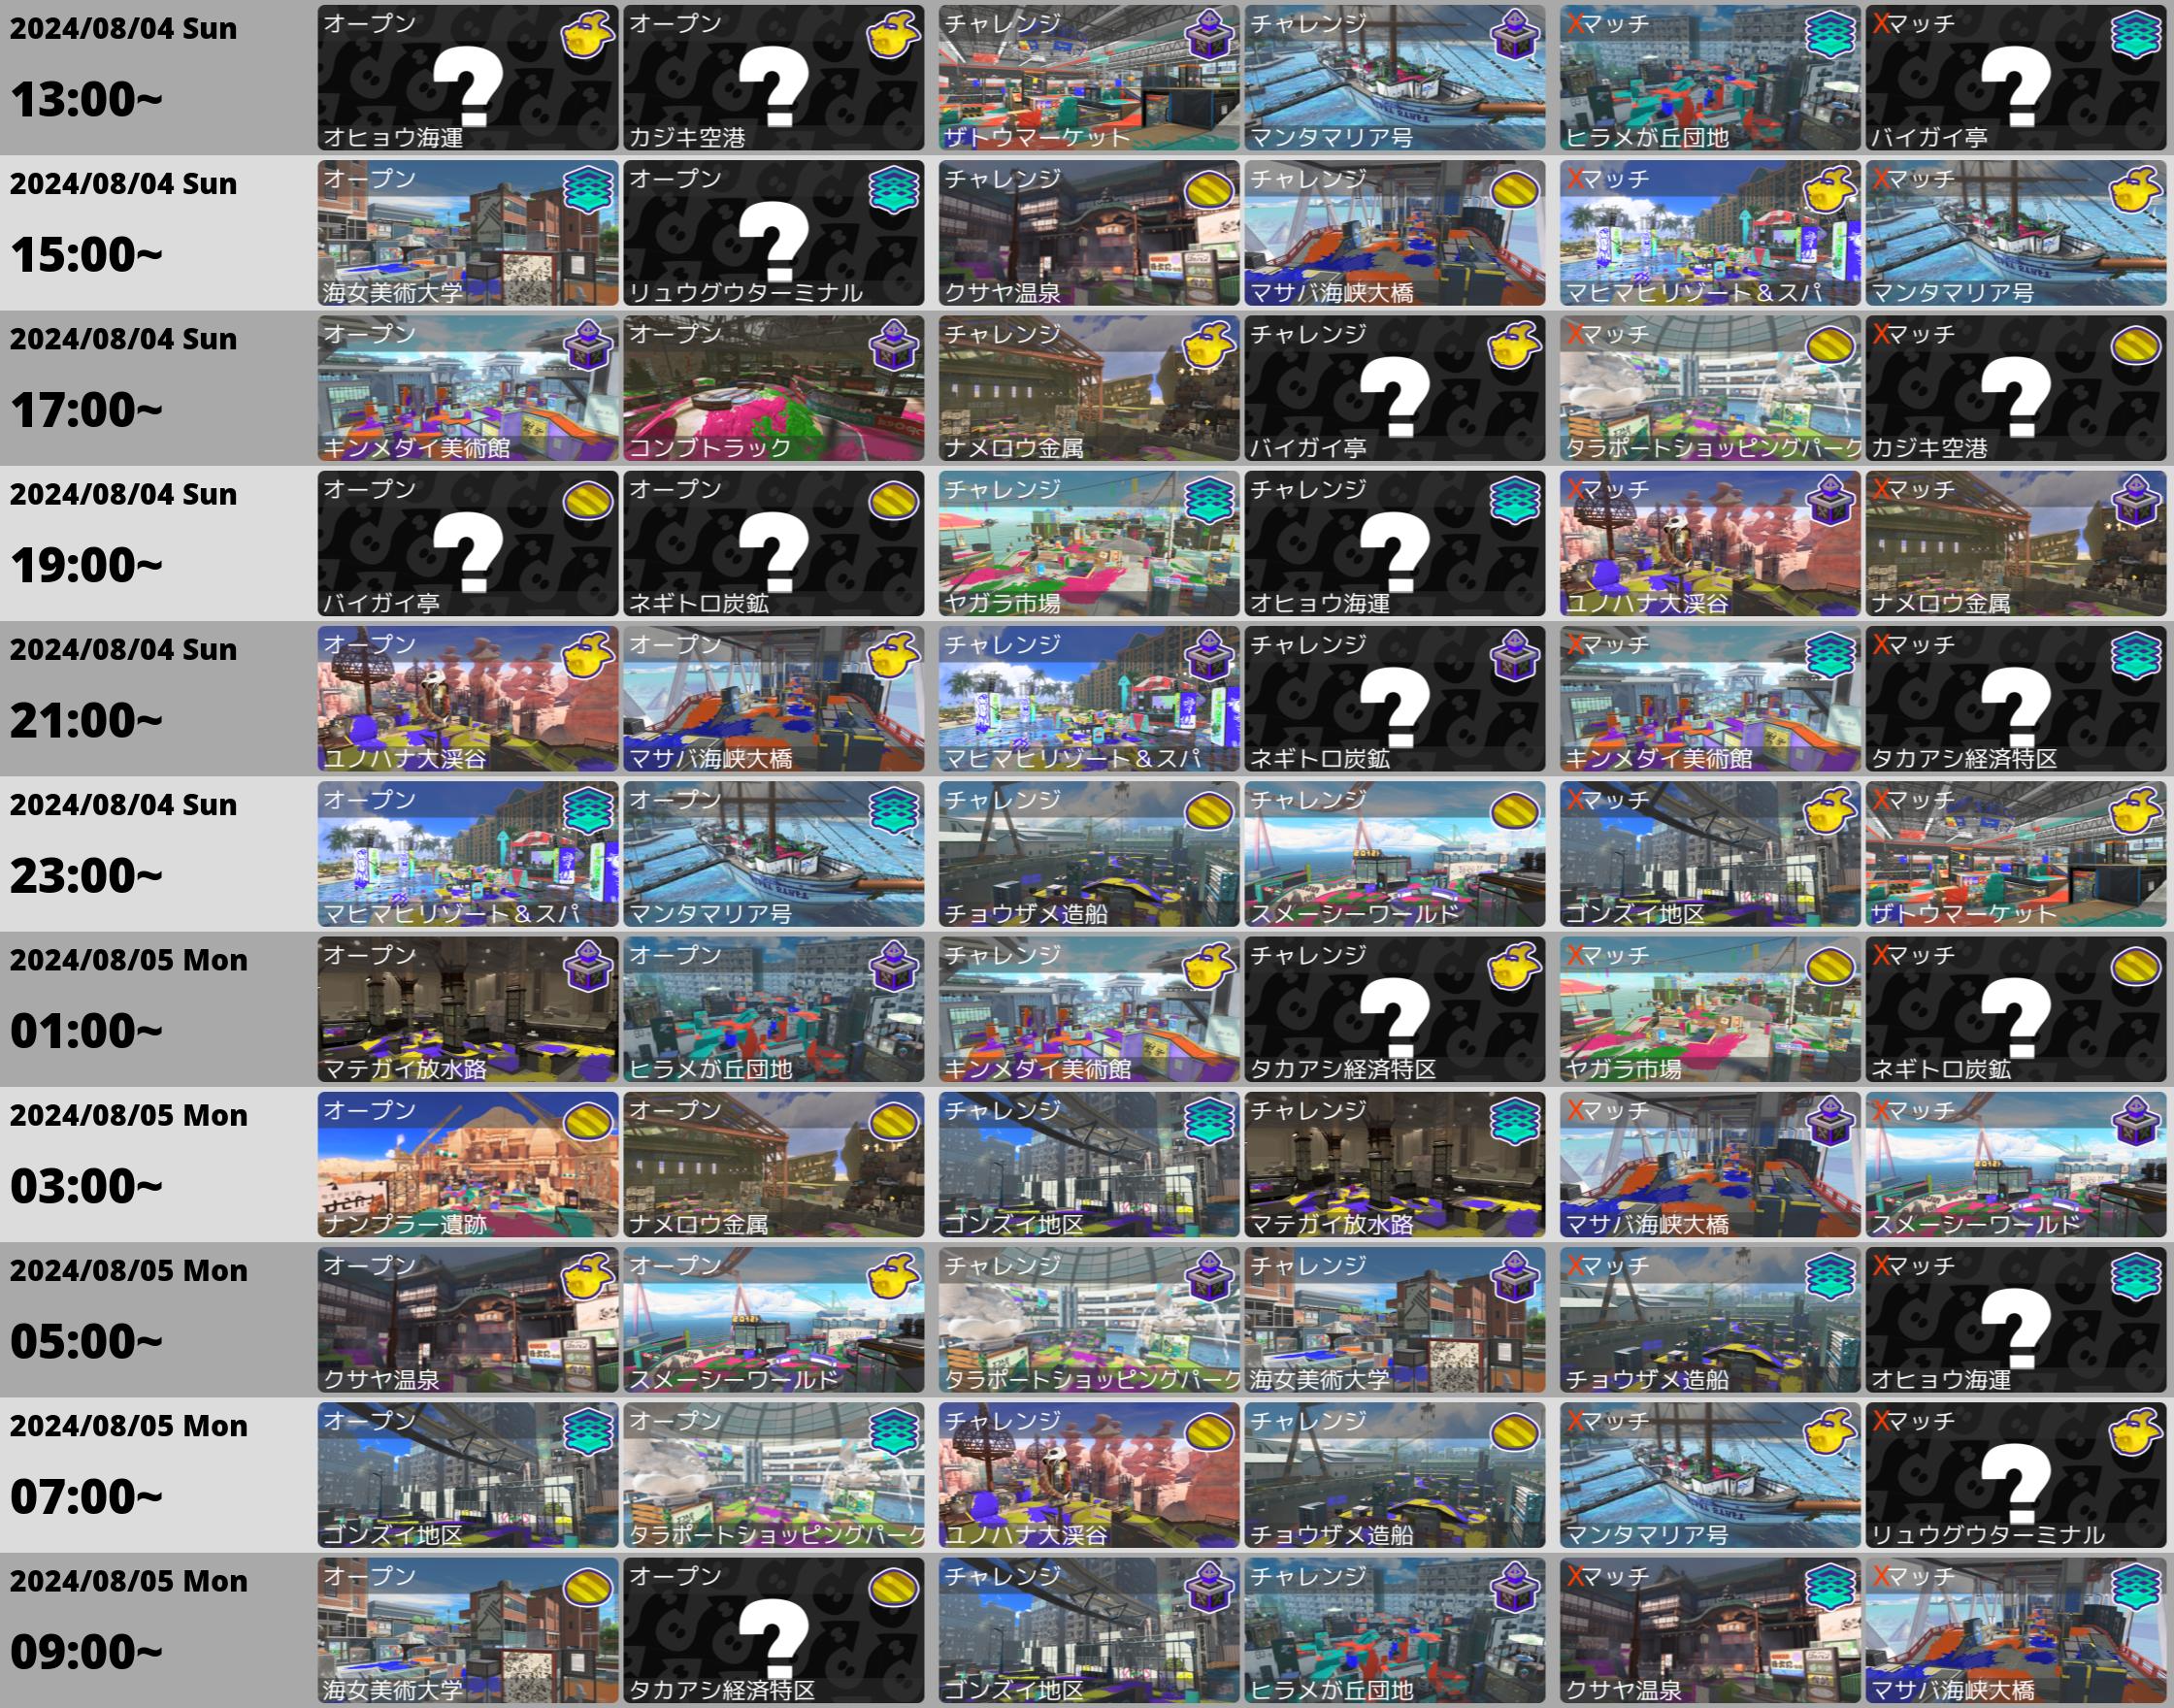 2024/08/04 Sun
13:00~
オープン
オヒョウ海運
オープン
カジキ空港
チャレンジ
ザトウマーケット
チャレンジ
マンタマリア号
Xマッチ
ヒラメが丘団地
Xマッチ
バイガイ亭
2024/08/04 Sun
15:00~
オープン
海女美術大学
オープン
リュウグウターミナル
チャレンジ
クサヤ温泉
チャレンジ
マサバ海峡大橋
Xマッチ
マヒマヒリゾート&スパ
Xマッチ
マンタマリア号
2024/08/04 Sun
17:00~
オープン
キンメダイ美術館
オープン
コンブトラック
チャレンジ
ナメロウ金属
チャレンジ
バイガイ亭
Xマッチ
タラポートショッピングパーク
Xマッチ
カジキ空港
2024/08/04 Sun
19:00~
オープン
バイガイ亭
オープン
ネギトロ炭鉱
チャレンジ
ヤガラ市場
チャレンジ
オヒョウ海運
Xマッチ
ユノハナ大渓谷
Xマッチ
ナメロウ金属
2024/08/04 Sun
21:00~
オープン
ユノハナ大渓谷
オープン
マサバ海峡大橋
チャレンジ
マヒマヒリゾート&スパ
チャレンジ
ネギトロ炭鉱
Xマッチ
キンメダイ美術館
Xマッチ
タカアシ経済特区
2024/08/04 Sun
23:00~
オープン
マヒマヒリゾート&スパ
オープン
マンタマリア号
チャレンジ
チョウザメ造船
チャレンジ
スメーシーワールド
Xマッチ
ゴンズイ地区
Xマッチ
ザトウマーケット
2024/08/05 Mon
01:00~
オープン
マテガイ放水路
オープン
ヒラメが丘団地
チャレンジ
キンメダイ美術館
チャレンジ
タカアシ経済特区
Xマッチ
ヤガラ市場
Xマッチ
ネギトロ炭鉱
2024/08/05 Mon
03:00~
オープン
ナンプラー遺跡
オープン
ナメロウ金属
チャレンジ
ゴンズイ地区
チャレンジ
マテガイ放水路
Xマッチ
マサバ海峡大橋
Xマッチ
スメーシーワールド
2024/08/05 Mon
05:00~
オープン
クサヤ温泉
オープン
スメーシーワールド
チャレンジ
タラポートショッピングパーク
チャレンジ
海女美術大学
Xマッチ
チョウザメ造船
Xマッチ
オヒョウ海運
2024/08/05 Mon
07:00~
オープン
ゴンズイ地区
オープン
タラポートショッピングパーク
チャレンジ
ユノハナ大渓谷
チャレンジ
チョウザメ造船
Xマッチ
マンタマリア号
Xマッチ
リュウグウターミナル
2024/08/05 Mon
09:00~
オープン
海女美術大学
オープン
タカアシ経済特区
チャレンジ
ゴンズイ地区
チャレンジ
ヒラメが丘団地
Xマッチ
クサヤ温泉
Xマッチ
マサバ海峡大橋